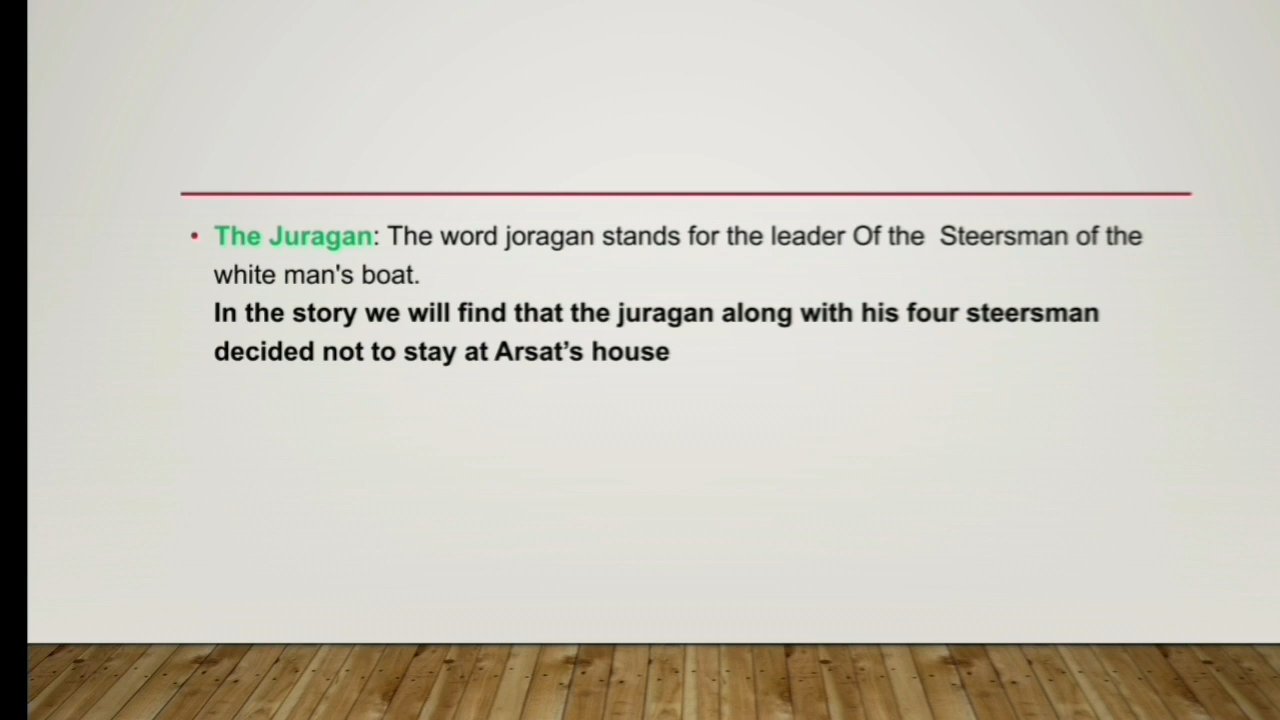 • The Juragan: The word joragan stands for the leader Of the  Steersman of the
white man's boat.
In the story we will find that the juragan along with his four steersman
decided not to stay at Arsat’s house